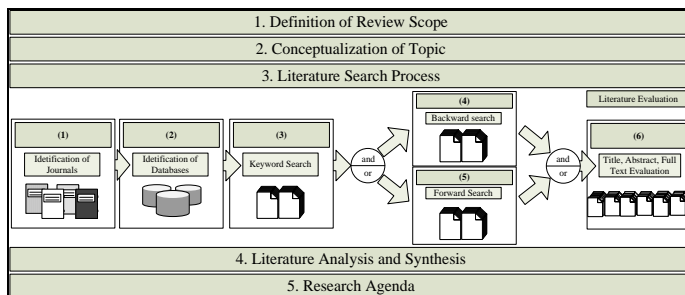 1. Definition of Review Scope
2. Conceptualization of Topic
3. Literature Search Process
(1)
Idetification of
Journals
(2)
Idetification of
Databases
(3)
Keyword Search
and
or
(4)
Backward search
(5)
Forward Search
and
or
Literature Evaluation
(6)
Title, Abstract, Full
Text Evaluation
4. Literature Analysis and Synthesis
5. Research Agenda